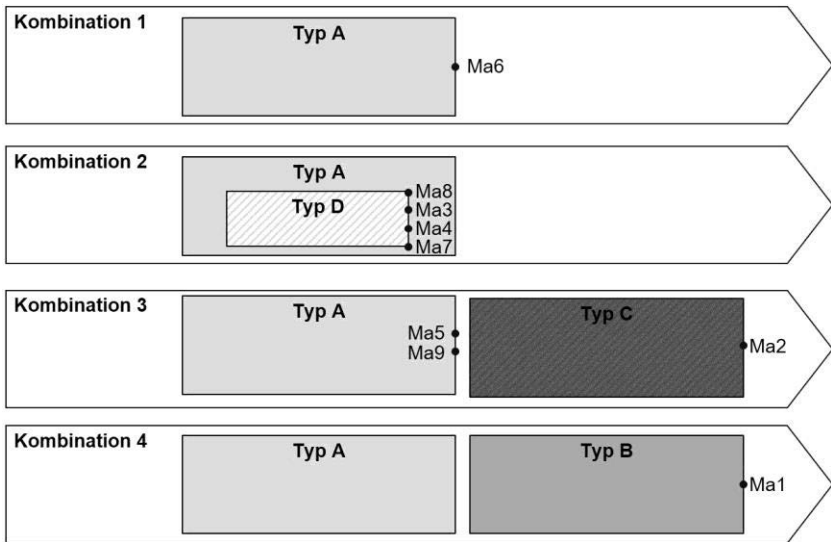 Kombination 1
Typ A
Ma6
Kombination 2
Typ A
Typ D
Ma8
Ma3
Ma4
Ma7
Kombination 3
Typ A
Ma5
Ma9
Typ C
Ma2
Kombination 4
Typ A
Typ B
Ma1